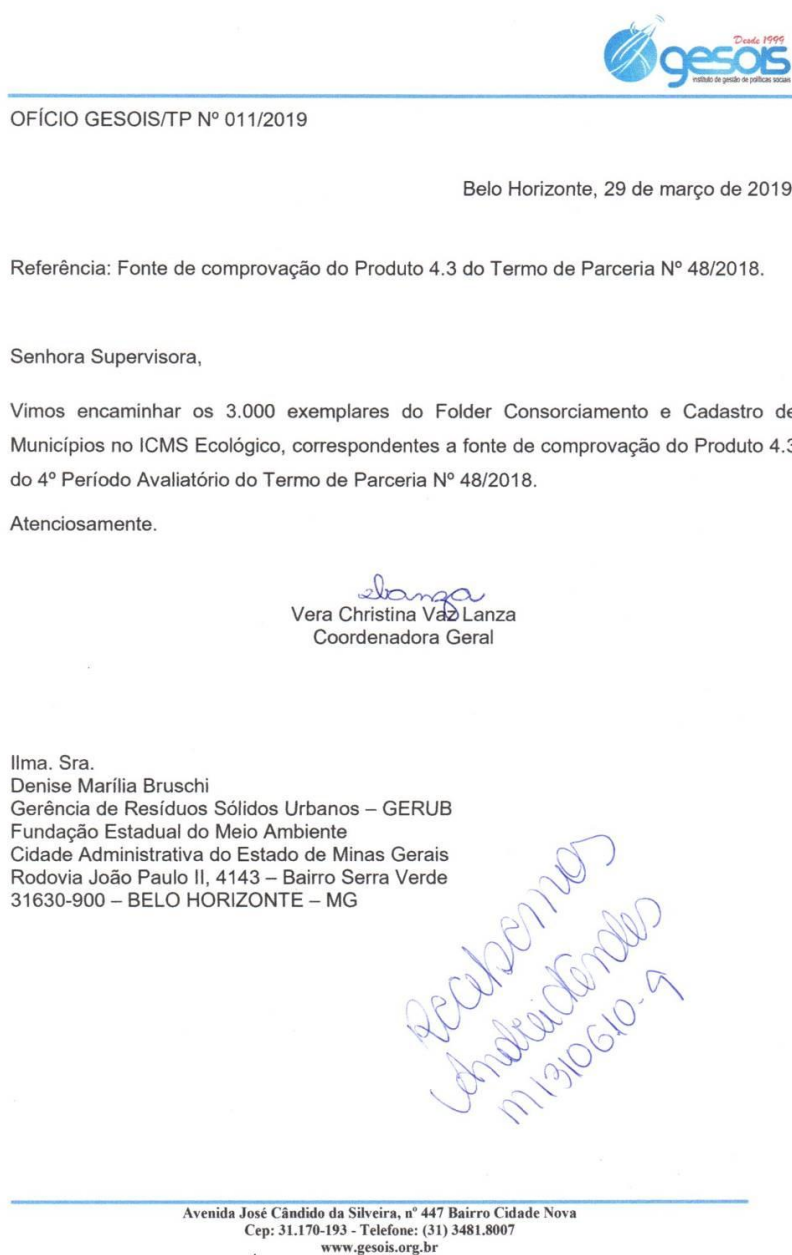 Desde 1999
gesois
instituto de gestão de políticas sociais
OFÍCIO GESOIS/TP Nº 011/2019
Belo Horizonte, 29 de março de 2019
Referência: Fonte de comprovação do Produto 4.3 do Termo de Parceria Nº 48/2018.
Senhora Supervisora,
Vimos encaminhar os 3.000 exemplares do Folder Consorciamento e Cadastro de
Municípios no ICMS Ecológico, correspondentes a fonte de comprovação do Produto 4.3
do 4º Período Avaliatório do Termo de Parceria Nº 48/2018.
Atenciosamente.
Vera Christina Vaz Lanza
Coordenadora Geral
Ilma. Sra.
Denise Marília Bruschi
Gerência de Resíduos Sólidos Urbanos – GERUB
Fundação Estadual do Meio Ambiente
Cidade Administrativa do Estado de Minas Gerais
Rodovia João Paulo II, 4143 – Bairro Serra Verde
31630-900 – BELO HORIZONTE – MG
Recebemos
m1310610-9
Avenida José Cândido da Silveira, nº 447 Bairro Cidade Nova
Cep: 31.170-193 - Telefone: (31) 3481.8007
www.gesois.org.br